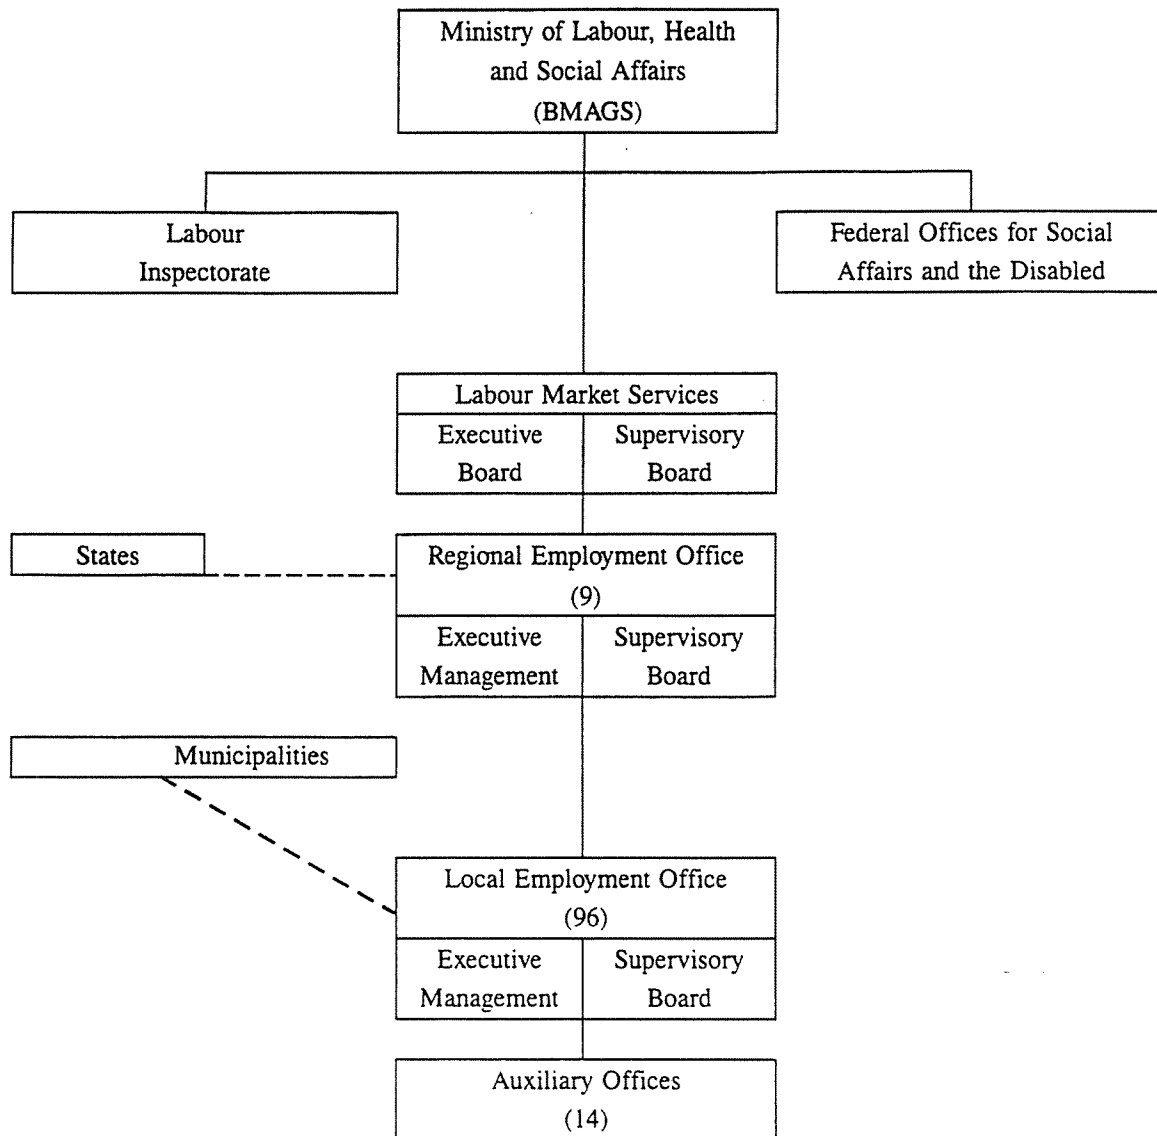 Ministry of Labour, Health
and Social Affairs
(BMAGS)
Labour
Inspectorate
Federal Offices for Social
Affairs and the Disabled
Labour Market Services
Executive
Board
Supervisory
Board
States
Regional Employment Office
(9)
Executive
Management
Supervisory
Board
Municipalities
Local Employment Office
(96)
Executive
Management
Supervisory
Board
Auxiliary Offices
(14)